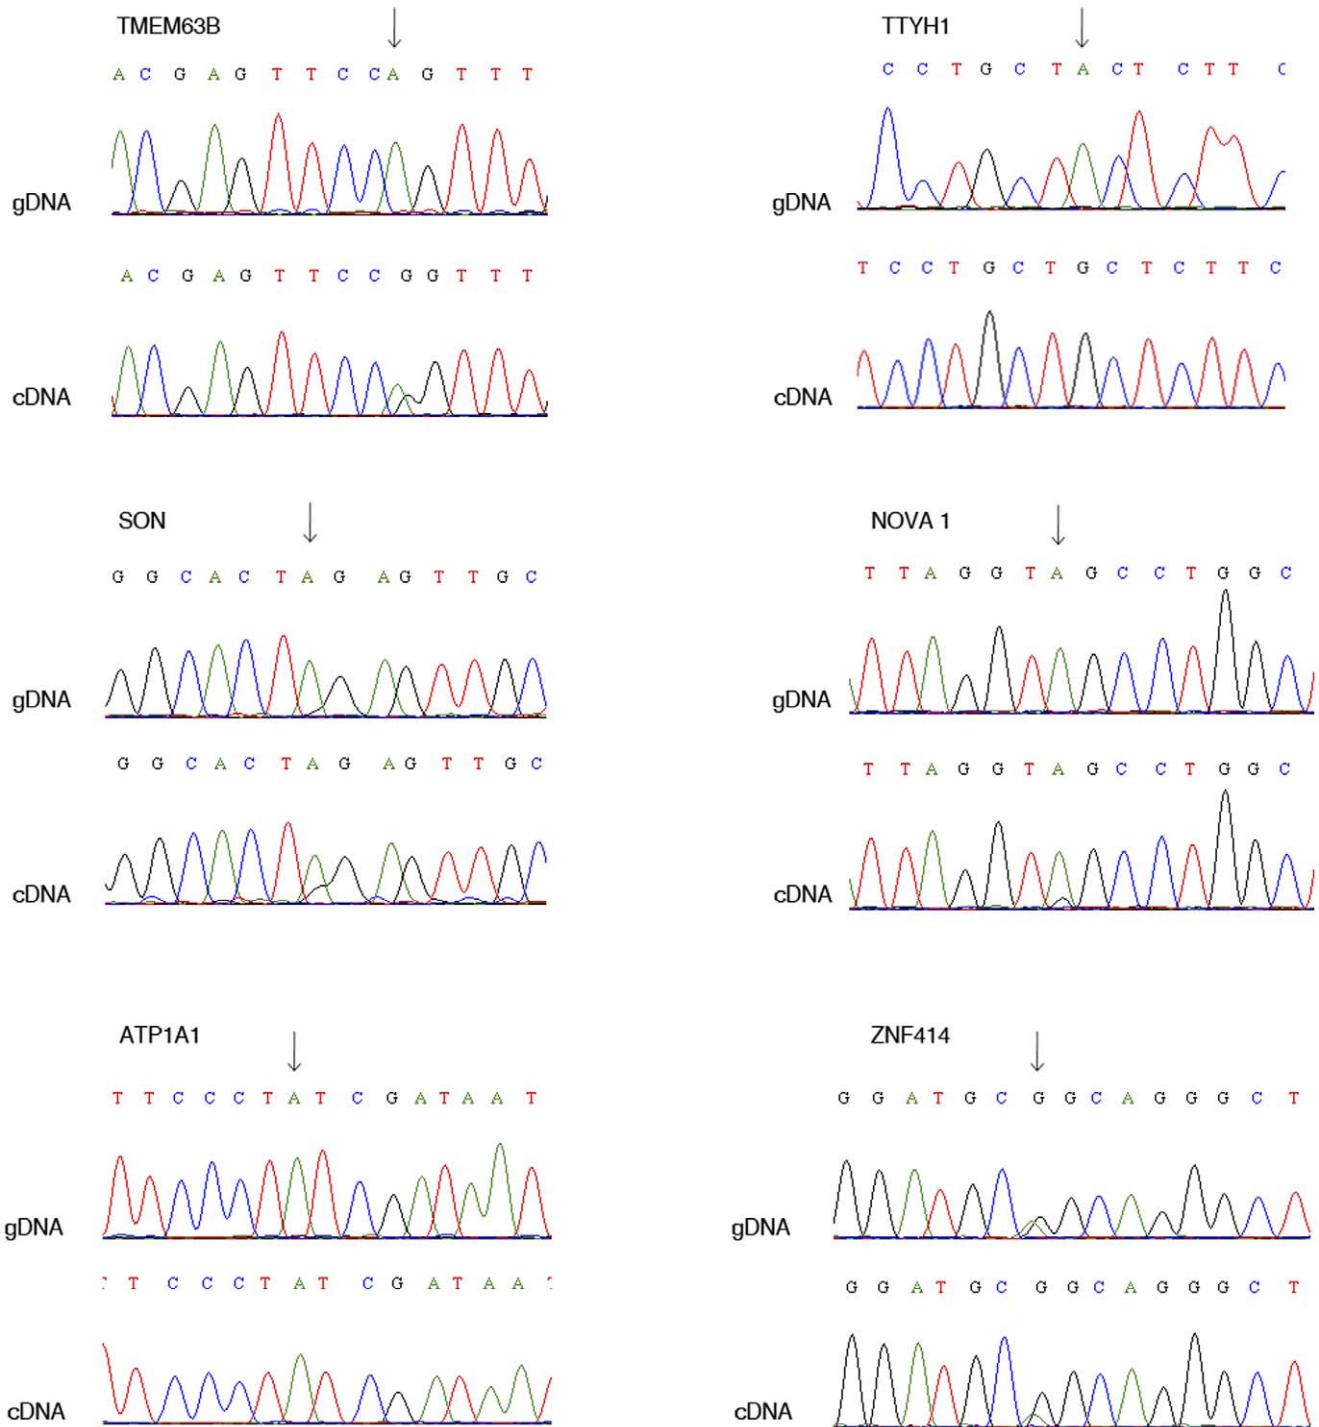 TMEM63B
A C G A G T T C C A G T T T
gDNA
A C G A G T T C C G G T T T
cDNA
TTYH1
C C T G C T A C T C T T C
gDNA
T C C T G C T G C T C T T C
cDNA
SON
G G C A C T A G A G T T G C
gDNA
G G C A C T A G A G T T G C
cDNA
NOVA 1
T T A G G T A G C C T G G C
gDNA
T T A G G T A G C C T G G C
cDNA
ATP1A1
T T C C C T A T C G A T A A T
gDNA
T T C C C T A T C G A T A A T
cDNA
ZNF414
G G A T G C G G C A G G G C T
gDNA
G G A T G C G G C A G G G C T
cDNA